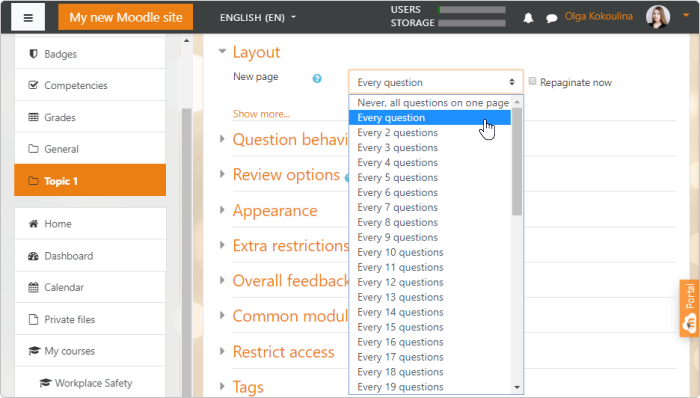 My new Moodle site
ENGLISH (EN)
USERS
STORAGE
Olga Kokoulina
Badges
Competencies
Grades
General
Topic 1
Home
Dashboard
Calendar
Private files
My courses
Workplace Safety
Layout
New page
Every question
Repaginate now
Show more...
Never, all questions on one page
Every question
Every 2 questions
Every 3 questions
Every 4 questions
Every 5 questions
Every 6 questions
Every 7 questions
Every 8 questions
Every 9 questions
Every 10 questions
Every 11 questions
Every 12 questions
Every 13 questions
Every 14 questions
Every 15 questions
Every 16 questions
Every 17 questions
Every 18 questions
Every 19 questions
Question behavi
Review options
Appearance
Extra restrictions
Overall feedback
Common modul
Restrict access
Tags
Portal